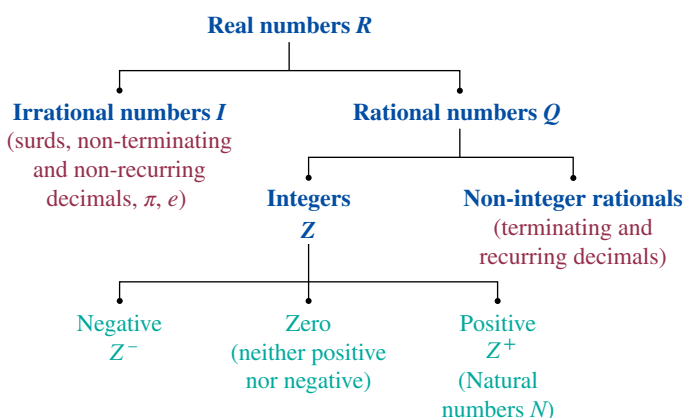 Real numbers R
Irrational numbers I
(surds, non-terminating
and non-recurring
decimals, π, e)
Rational numbers Q
Integers
Z
Non-integer rationals
(terminating and
recurring decimals)
Negative
Z⁻
Zero
(neither positive
nor negative)
Positive
Z⁺
(Natural
numbers N)